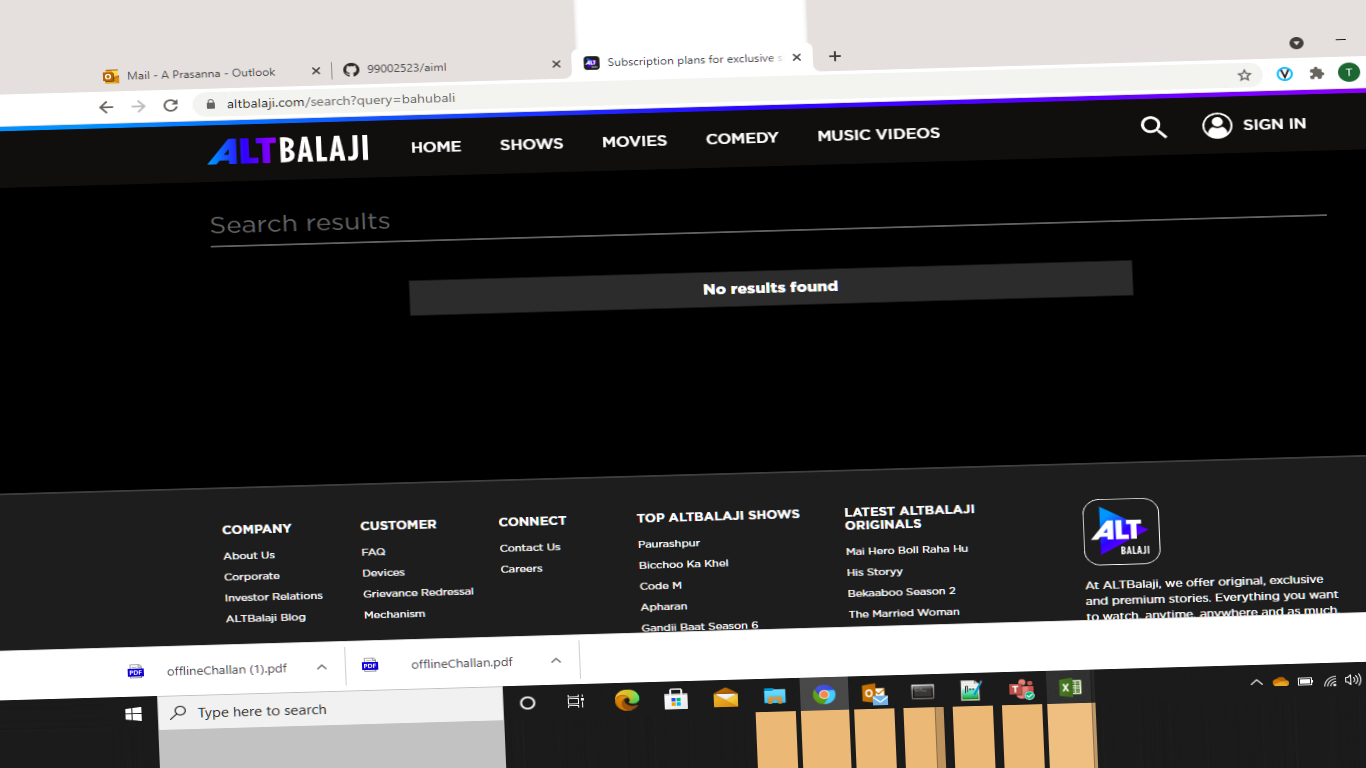 Mail - A Prasanna - Outlook
99002523/aiml
Subscription plans for exclusive s
altbalaji.com/search?query=bahubali
T
ALTBALAJI
HOME
SHOWS
MOVIES
COMEDY
MUSIC VIDEOS
SIGN IN
Search results
No results found
COMPANY
About Us
Corporate
Investor Relations
ALTBalaji Blog
CUSTOMER
FAQ
Devices
Grievance Redressal
Mechanism
CONNECT
Contact Us
Careers
TOP ALTBALAJI SHOWS
Paurashpur
Bicchoo Ka Khel
Code M
Apharan
Gandii Baat Season 6
LATEST ALTBALAJI
ORIGINALS
Mai Hero Boll Raha Hu
His Storyy
Bekaaboo Season 2
The Married Woman
ALT
BALAJI
At ALTBalaji, we offer original, exclusive
and premium stories. Everything you want
to watch, anytime, anywhere and as much
PDF
offlineChallan (1).pdf
PDF
offlineChallan.pdf
Type here to search